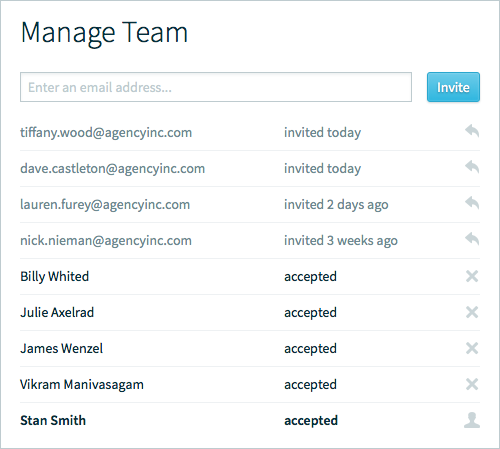 Manage Team
Enter an email address... Invite
tiffany.wood@agencyinc.com invited today
dave.castleton@agencyinc.com invited today
lauren.furey@agencyinc.com invited 2 days ago
nick.nieman@agencyinc.com invited 3 weeks ago
Billy Whited accepted
Julie Axelrad accepted
James Wenzel accepted
Vikram Manivasagam accepted
Stan Smith accepted